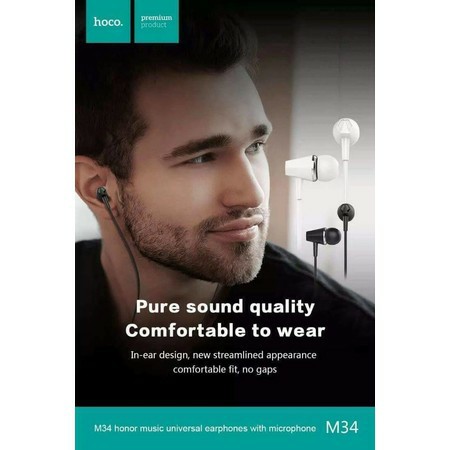 hoco.
premium
product
Pure sound quality
Comfortable to wear
In-ear design, new streamlined appearance
comfortable fit, no gaps
M34 honor music universal earphones with microphone M34